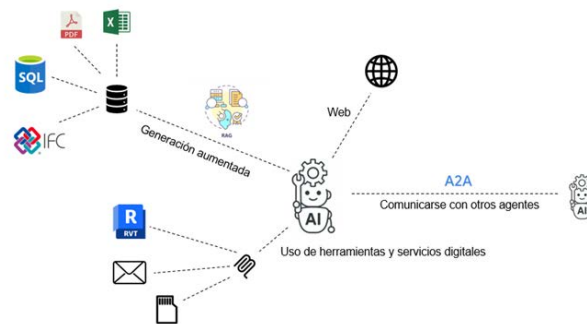 PDF
X
SQL
IFC
RAG
Generación aumentada
Web
AI
A2A
Comunicarse con otros agentes
AI
R
RVT
Uso de herramientas y servicios digitales